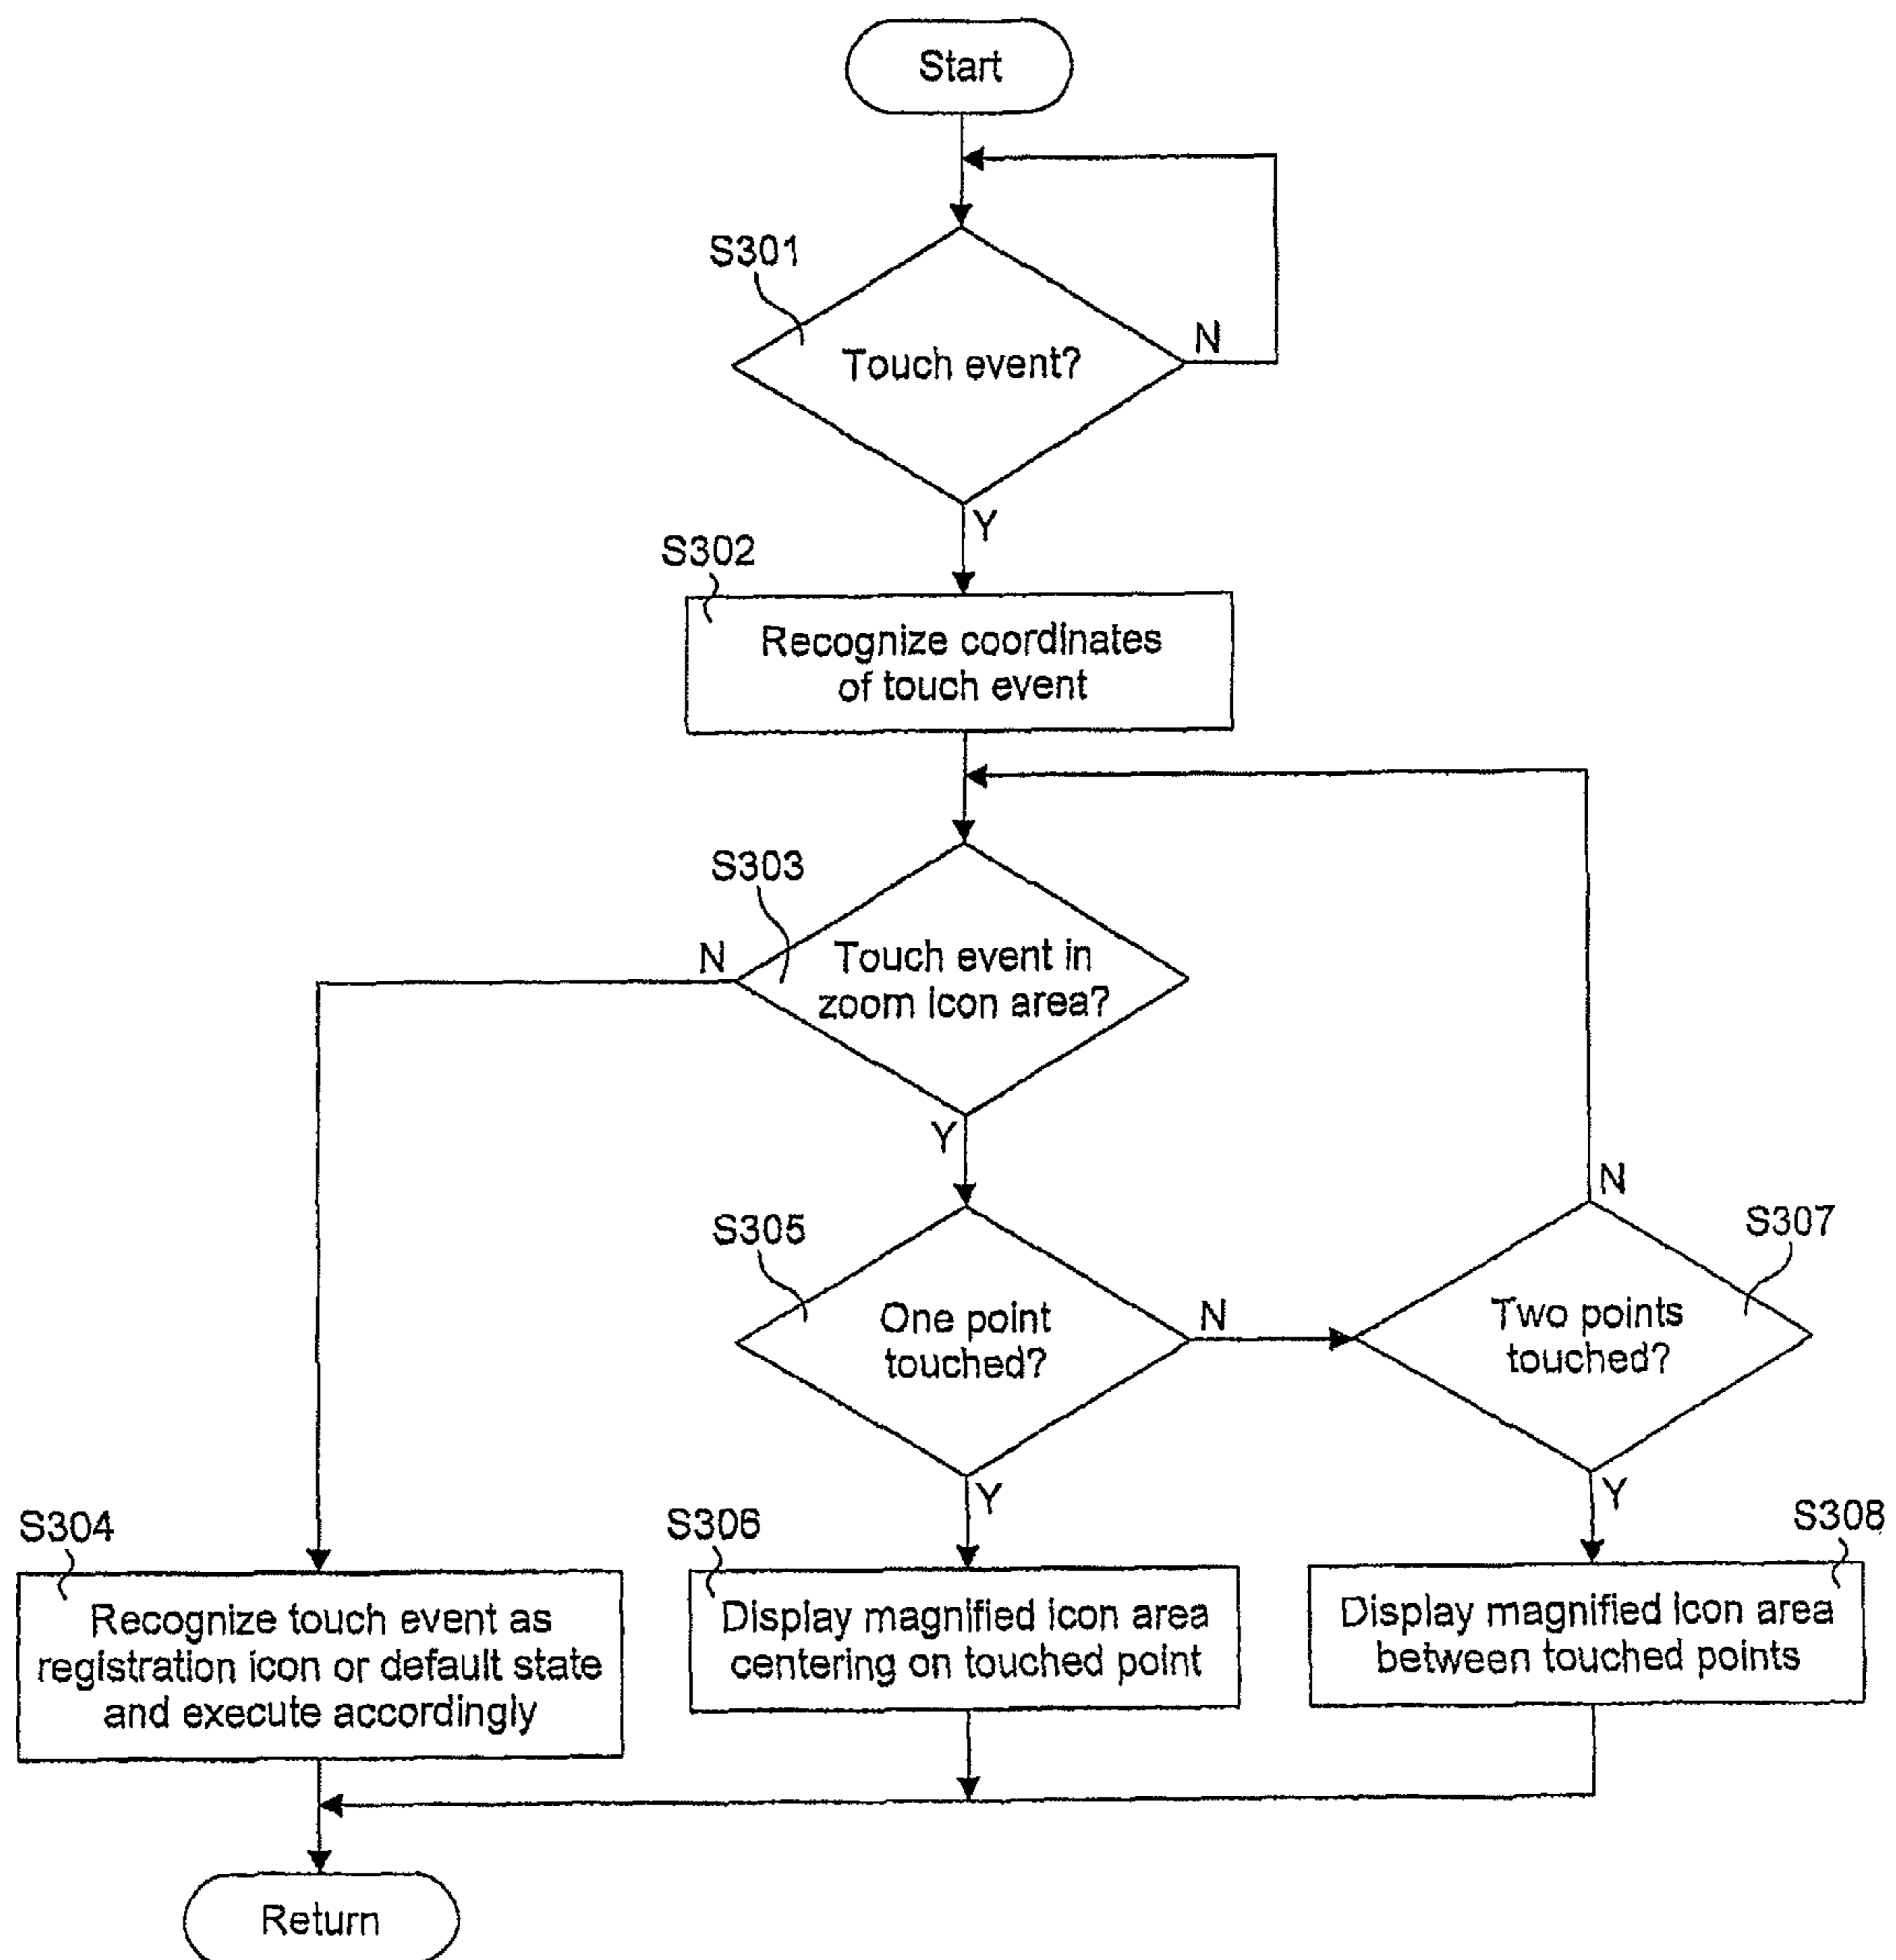 Start
S301
Touch event?
N
Y
S302
Recognize coordinates
of touch event
S303
N
Touch event in
zoom icon area?
Y
N
S305
S307
One point
touched?
N
Two points
touched?
Y
Y
S304
S306
S308
Recognize touch event as
registration icon or default state
and execute accordingly
Display magnified icon area
centering on touched point
Display magnified icon area
between touched points
Return